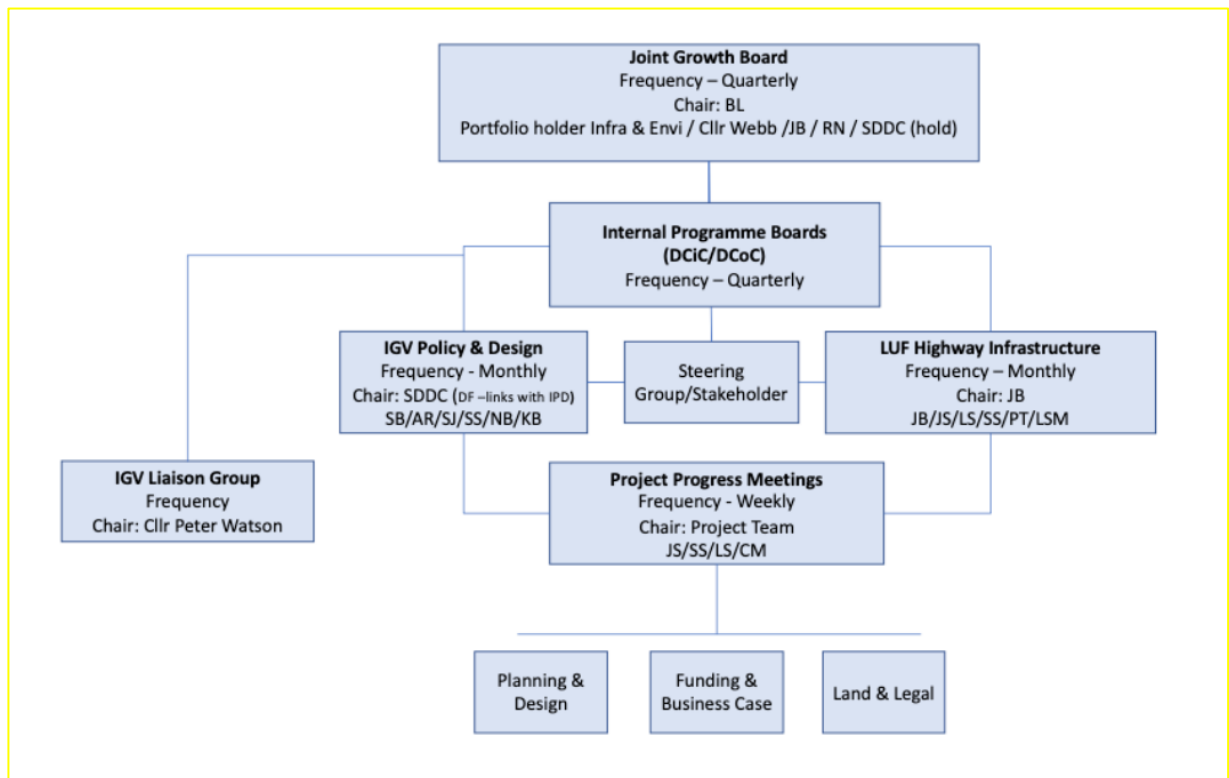 Joint Growth Board
Frequency – Quarterly
Chair: BL
Portfolio holder Infra & Envi / Cllr Webb /JB / RN / SDDC (hold)
Internal Programme Boards
(DCiC/DCoC)
Frequency – Quarterly
IGV Policy & Design
Frequency - Monthly
Chair: SDDC (DF –links with IPD)
SB/AR/SJ/SS/NB/KB
Steering
Group/Stakeholder
LUF Highway Infrastructure
Frequency – Monthly
Chair: JB
JB/JS/LS/SS/PT/LSM
IGV Liaison Group
Frequency
Chair: Cllr Peter Watson
Project Progress Meetings
Frequency - Weekly
Chair: Project Team
JS/SS/LS/CM
Planning &
Design
Funding &
Business Case
Land & Legal